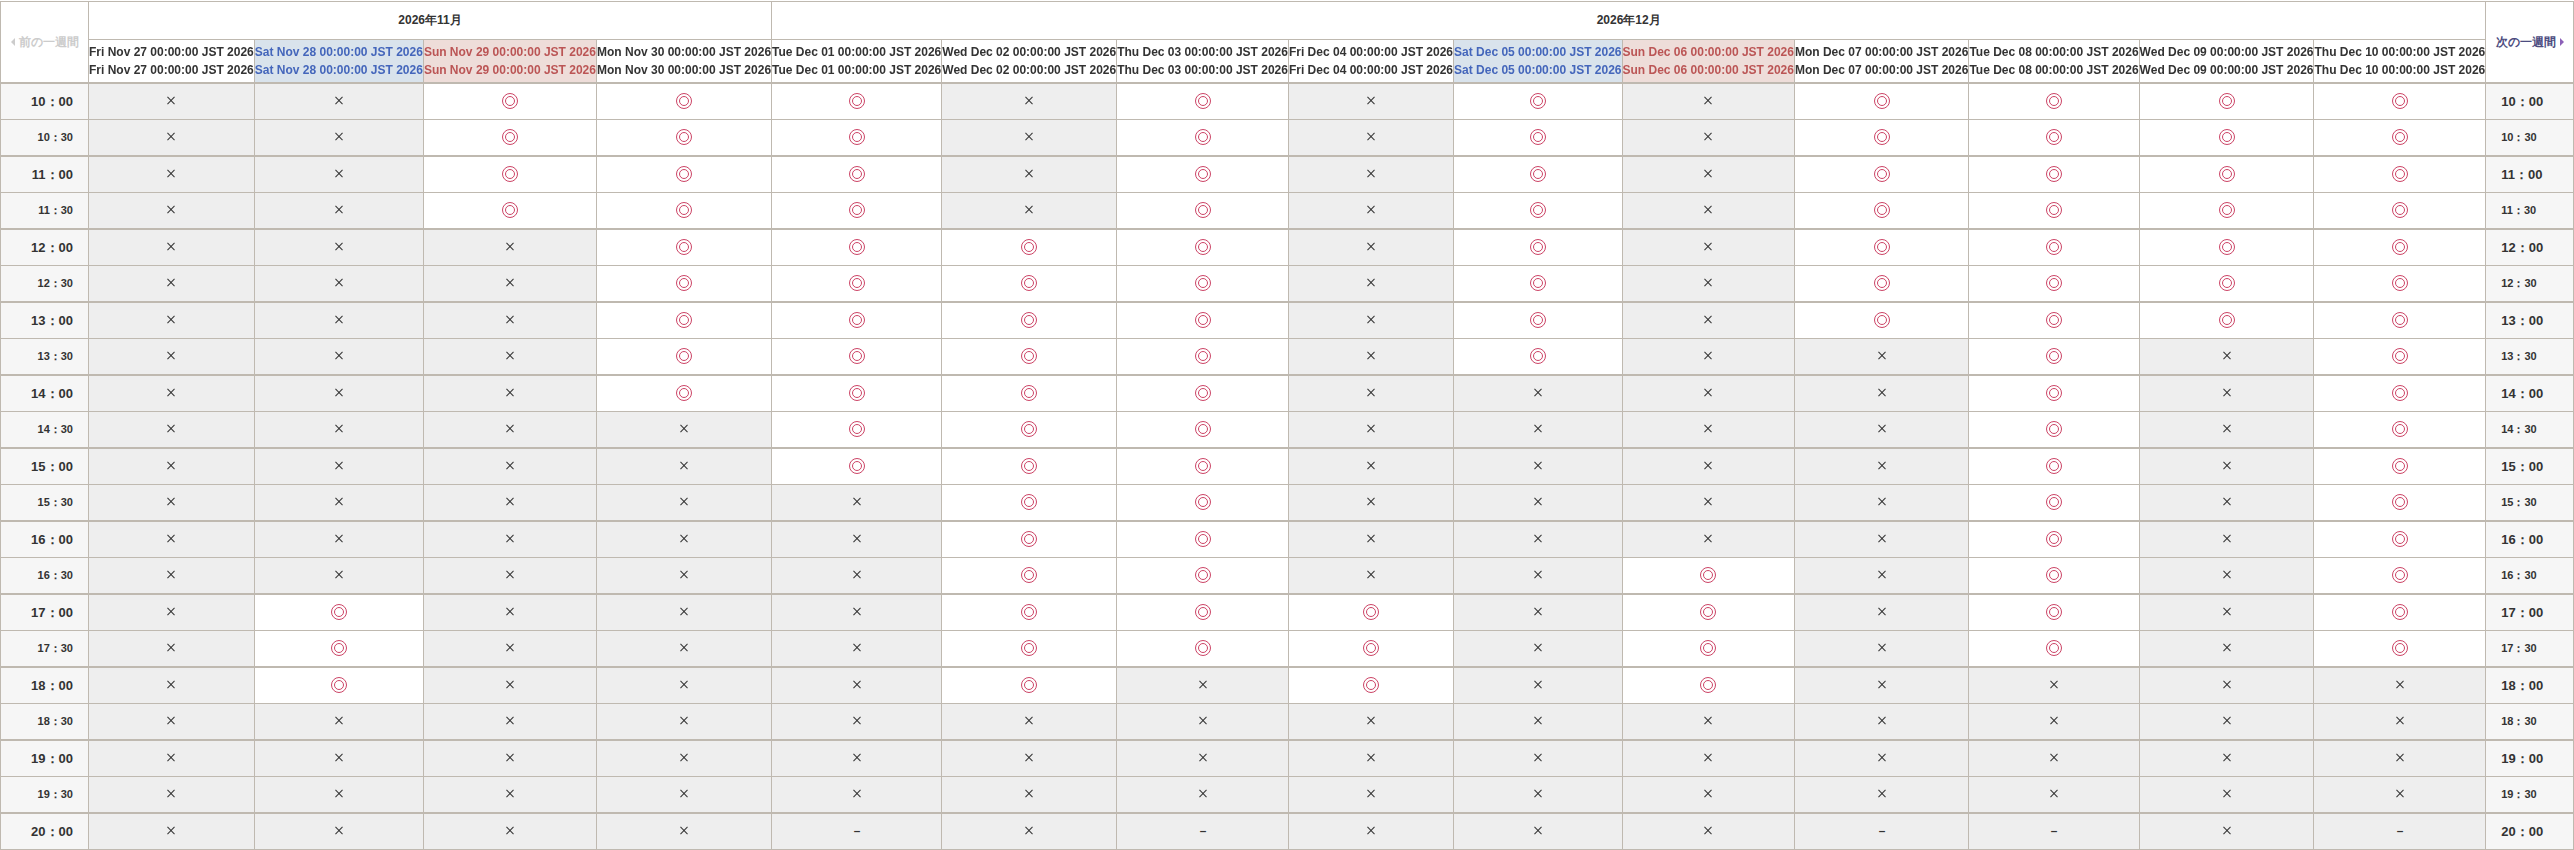 2026年11月 2026年12月
前の一週間 次の一週間
Fri Nov 27 00:00:00 JST 2026 Sat Nov 28 00:00:00 JST 2026 Sun Nov 29 00:00:00 JST 2026 Mon Nov 30 00:00:00 JST 2026 Tue Dec 01 00:00:00 JST 2026 Wed Dec 02 00:00:00 JST 2026 Thu Dec 03 00:00:00 JST 2026 Fri Dec 04 00:00:00 JST 2026 Sat Dec 05 00:00:00 JST 2026 Sun Dec 06 00:00:00 JST 2026 Mon Dec 07 00:00:00 JST 2026 Tue Dec 08 00:00:00 JST 2026 Wed Dec 09 00:00:00 JST 2026 Thu Dec 10 00:00:00 JST 2026
Fri Nov 27 00:00:00 JST 2026 Sat Nov 28 00:00:00 JST 2026 Sun Nov 29 00:00:00 JST 2026 Mon Nov 30 00:00:00 JST 2026 Tue Dec 01 00:00:00 JST 2026 Wed Dec 02 00:00:00 JST 2026 Thu Dec 03 00:00:00 JST 2026 Fri Dec 04 00:00:00 JST 2026 Sat Dec 05 00:00:00 JST 2026 Sun Dec 06 00:00:00 JST 2026 Mon Dec 07 00:00:00 JST 2026 Tue Dec 08 00:00:00 JST 2026 Wed Dec 09 00:00:00 JST 2026 Thu Dec 10 00:00:00 JST 2026
10：00 × × ◎ ◎ ◎ × ◎ × ◎ × ◎ ◎ ◎ ◎ 10：00
10：30 × × ◎ ◎ ◎ × ◎ × ◎ × ◎ ◎ ◎ ◎ 10：30
11：00 × × ◎ ◎ ◎ × ◎ × ◎ × ◎ ◎ ◎ ◎ 11：00
11：30 × × ◎ ◎ ◎ × ◎ × ◎ × ◎ ◎ ◎ ◎ 11：30
12：00 × × × ◎ ◎ ◎ ◎ × ◎ × ◎ ◎ ◎ ◎ 12：00
12：30 × × × ◎ ◎ ◎ ◎ × ◎ × ◎ ◎ ◎ ◎ 12：30
13：00 × × × ◎ ◎ ◎ ◎ × ◎ × ◎ ◎ ◎ ◎ 13：00
13：30 × × × ◎ ◎ ◎ ◎ × ◎ × × ◎ × ◎ 13：30
14：00 × × × ◎ ◎ ◎ ◎ × × × × ◎ × ◎ 14：00
14：30 × × × × ◎ ◎ ◎ × × × × ◎ × ◎ 14：30
15：00 × × × × ◎ ◎ ◎ × × × × ◎ × ◎ 15：00
15：30 × × × × × ◎ ◎ × × × × ◎ × ◎ 15：30
16：00 × × × × × ◎ ◎ × × × × ◎ × ◎ 16：00
16：30 × × × × × ◎ ◎ × × ◎ × ◎ × ◎ 16：30
17：00 × ◎ × × × ◎ ◎ ◎ × ◎ × ◎ × ◎ 17：00
17：30 × ◎ × × × ◎ ◎ ◎ × ◎ × ◎ × ◎ 17：30
18：00 × ◎ × × × ◎ × ◎ × ◎ × × × × 18：00
18：30 × × × × × × × × × × × × × × 18：30
19：00 × × × × × × × × × × × × × × 19：00
19：30 × × × × × × × × × × × × × × 19：30
20：00 × × × × － × － × × × － － × － 20：00